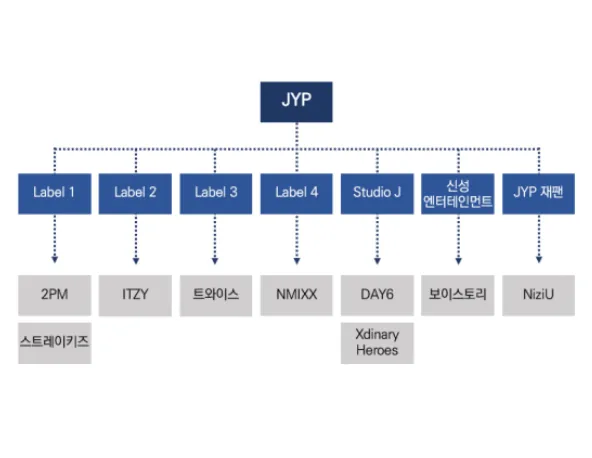 JYP
Label 1
Label 2
Label 3
Label 4
Studio J
신성
엔터테인먼트
JYP 재팬
2PM
ITZY
트와이스
NMIXX
DAY6
보이스토리
NiziU
스트레이키즈
Xdinary
Heroes